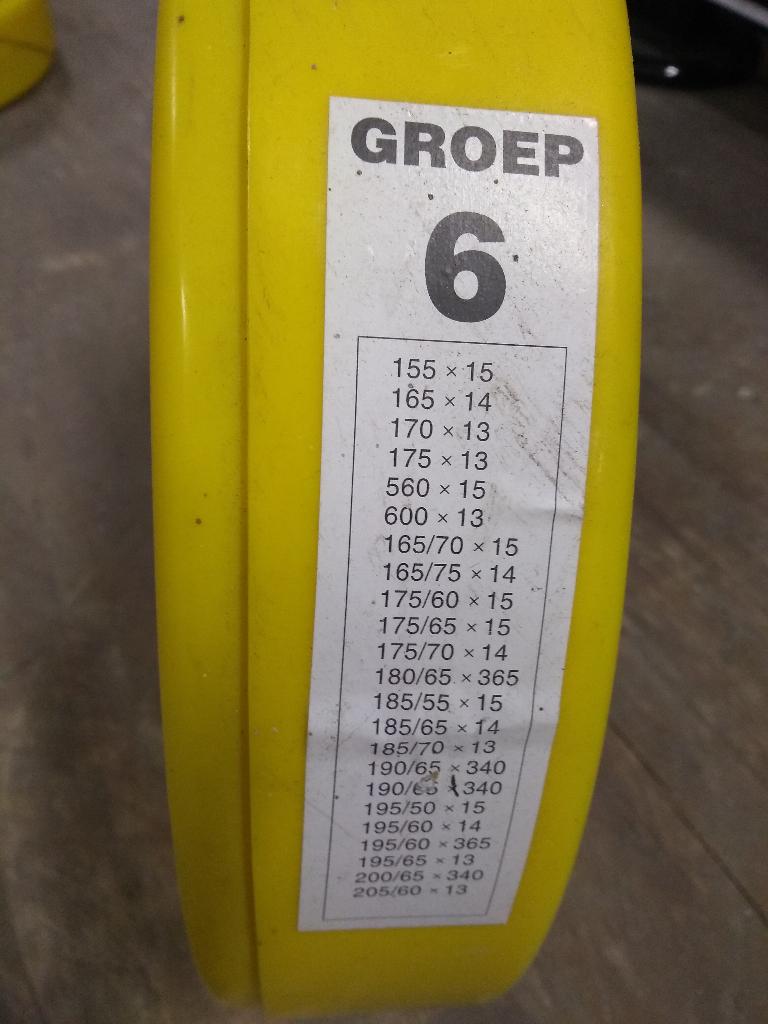 GROEP
6
155 × 15
165 × 14
170 × 13
175 × 13
560 × 15
600 × 13
165/70 × 15
165/75 × 14
175/60 × 15
175/65 × 15
175/70 × 14
180/65 × 365
185/55 × 15
185/65 × 14
185/70 × 13
190/65 × 340
190/65 × 340
195/50 × 15
195/60 × 14
195/60 × 365
195/65 × 13
200/65 × 340
205/60 × 13